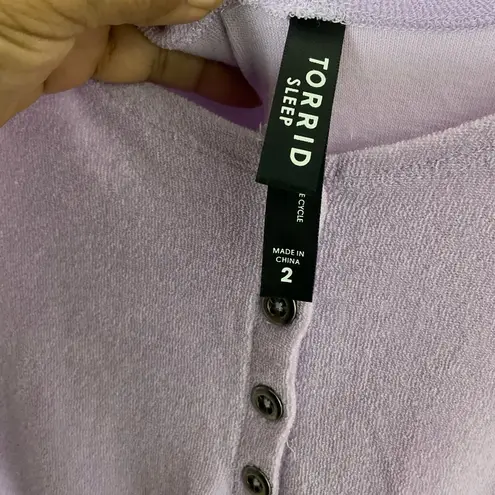 TORRID
SLEEP
E CYCLE
MADE IN
CHINA
2